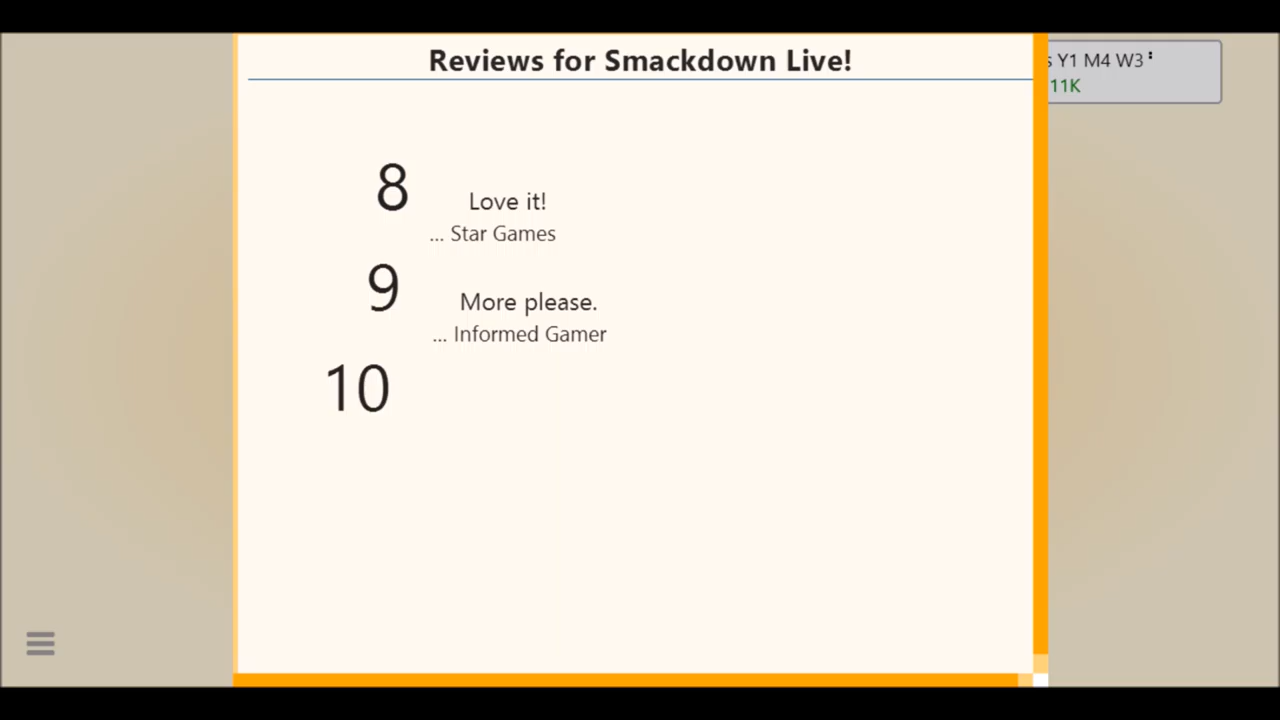 Reviews for Smackdown Live!
s Y1 M4 W3
11K
8
Love it!
... Star Games
9
More please.
... Informed Gamer
10